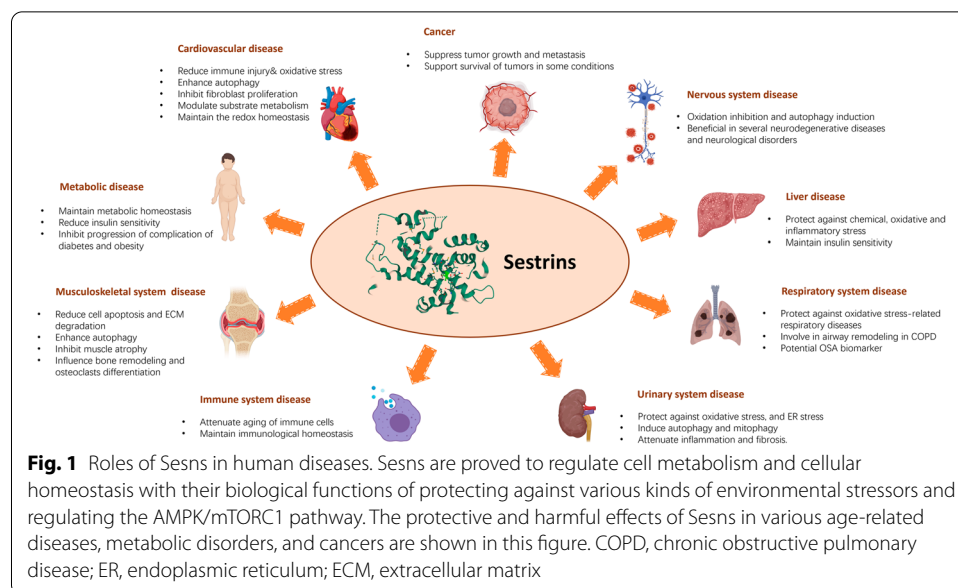 Cancer
• Suppress tumor growth and metastasis
• Support survival of tumors in some conditions
Cardiovascular disease
• Reduce immune injury& oxidative stress
• Enhance autophagy
• Inhibit fibroblast proliferation
• Modulate substrate metabolism
• Maintain the redox homeostasis
Nervous system disease
• Oxidation inhibition and autophagy induction
• Beneficial in several neurodegenerative diseases
and neurological disorders
Metabolic disease
• Maintain metabolic homeostasis
• Reduce insulin sensitivity
• Inhibit progression of complication of
diabetes and obesity
Liver disease
• Protect against chemical, oxidative and
inflammatory stress
• Maintain insulin sensitivity
Sestrins
Musculoskeletal system disease
• Reduce cell apoptosis and ECM
degradation
• Enhance autophagy
• Inhibit muscle atrophy
• Influence bone remodeling and
osteoclasts differentiation
Respiratory system disease
• Protect against oxidative stress-related
respiratory diseases
• Involve in airway remodeling in COPD
• Potential OSA biomarker
Immune system disease
• Attenuate aging of immune cells
• Maintain immunological homeostasis
Urinary system disease
• Protect against oxidative stress, and ER stress
• Induce autophagy and mitophagy
• Attenuate inflammation and fibrosis.
Fig. 1 Roles of Sesns in human diseases. Sesns are proved to regulate cell metabolism and cellular
homeostasis with their biological functions of protecting against various kinds of environmental stressors and
regulating the AMPK/mTORC1 pathway. The protective and harmful effects of Sesns in various age-related
diseases, metabolic disorders, and cancers are shown in this figure. COPD, chronic obstructive pulmonary
disease; ER, endoplasmic reticulum; ECM, extracellular matrix